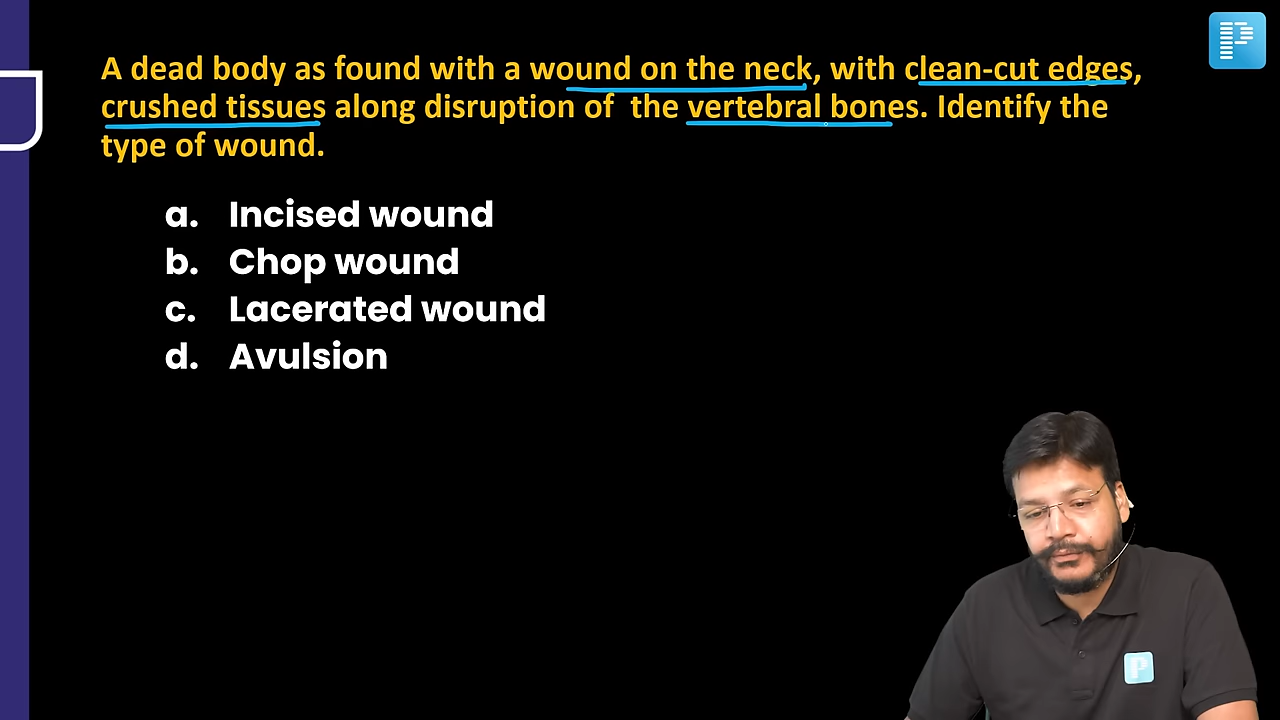 A dead body as found with a wound on the neck, with clean-cut edges,
crushed tissues along disruption of the vertebral bones. Identify the
type of wound.
a. Incised wound
b. Chop wound
c. Lacerated wound
d. Avulsion